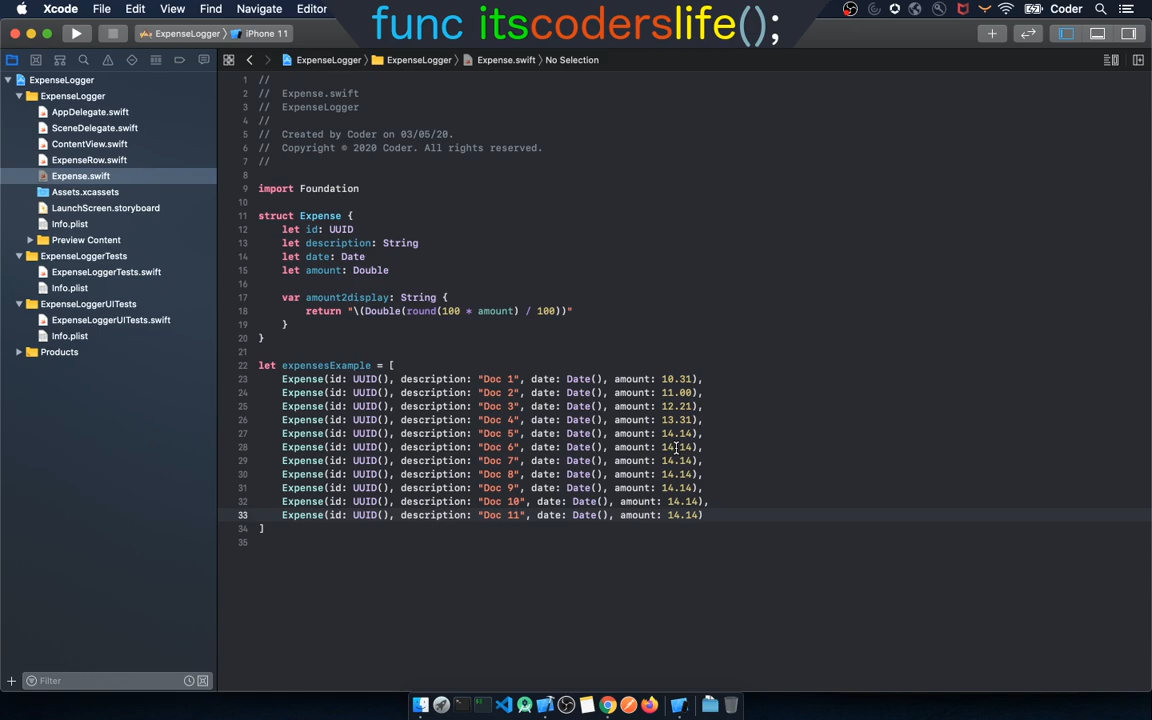 Xcode File Edit View Find Navigate Editor
func itscoderslife();
Coder
ExpenseLogger iPhone 11
ExpenseLogger ExpenseLogger Expense.swift No Selection
ExpenseLogger
ExpenseLogger
AppDelegate.swift
SceneDelegate.swift
ContentView.swift
ExpenseRow.swift
Expense.swift
Assets.xcassets
LaunchScreen.storyboard
Info.plist
Preview Content
ExpenseLoggerTests
ExpenseLoggerTests.swift
Info.plist
ExpenseLoggerUITests
ExpenseLoggerUITests.swift
Info.plist
Products
Filter
1 //
2 //  Expense.swift
3 //  ExpenseLogger
4 //
5 //  Created by Coder on 03/05/20.
6 //  Copyright © 2020 Coder. All rights reserved.
7 //
8
9 import Foundation
10
11 struct Expense {
12     let id: UUID
13     let description: String
14     let date: Date
15     let amount: Double
16
17     var amount2display: String {
18         return "\(Double(round(100 * amount) / 100))"
19     }
20 }
21
22 let expensesExample = [
23     Expense(id: UUID(), description: "Doc 1", date: Date(), amount: 10.31),
24     Expense(id: UUID(), description: "Doc 2", date: Date(), amount: 11.00),
25     Expense(id: UUID(), description: "Doc 3", date: Date(), amount: 12.21),
26     Expense(id: UUID(), description: "Doc 4", date: Date(), amount: 13.31),
27     Expense(id: UUID(), description: "Doc 5", date: Date(), amount: 14.14),
28     Expense(id: UUID(), description: "Doc 6", date: Date(), amount: 14.14),
29     Expense(id: UUID(), description: "Doc 7", date: Date(), amount: 14.14),
30     Expense(id: UUID(), description: "Doc 8", date: Date(), amount: 14.14),
31     Expense(id: UUID(), description: "Doc 9", date: Date(), amount: 14.14),
32     Expense(id: UUID(), description: "Doc 10", date: Date(), amount: 14.14),
33     Expense(id: UUID(), description: "Doc 11", date: Date(), amount: 14.14)
34 ]
35